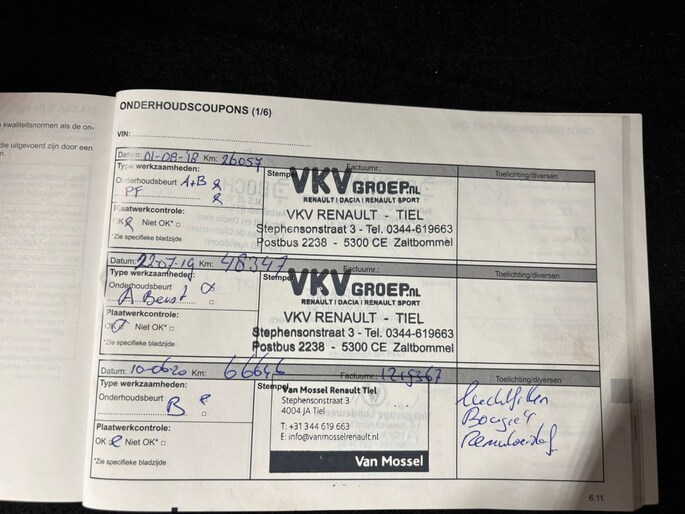 kwaliteitsnormen als de on-
die uitgevoerd zijn door een
n.
ONDERHOUDSCOUPONS (1/6)
VIN:
Datum: 01-08-'18 Km: 26057 Factuurnr.: Toelichting/diversen
Type werkzaamheden:
Onderhoudsbeurt A+B
PF
Plaatwerkcontrole:
OK Niet OK*
*Zie specifieke bladzijde
Stempel
VKV GROEP.NL
RENAULT | DACIA | RENAULT SPORT
VKV RENAULT - TIEL
Stephensonstraat 3 - Tel. 0344-619663
Postbus 2238 - 5300 CE Zaltbommel
Datum: 22-07-19 Km: 48347 Factuurnr.: Toelichting/diversen
Type werkzaamheden:
Onderhoudsbeurt
A Beurt
Plaatwerkcontrole:
OK Niet OK*
*Zie specifieke bladzijde
Stempel
VKV GROEP.NL
RENAULT | DACIA | RENAULT SPORT
VKV RENAULT - TIEL
Stephensonstraat 3 - Tel. 0344-619663
Postbus 2238 - 5300 CE Zaltbommel
Datum: 10-06-20 Km: 66646 Factuurnr.: 1219367 Toelichting/diversen
Type werkzaamheden:
Onderhoudsbeurt B
Plaatwerkcontrole:
OK Niet OK*
*Zie specifieke bladzijde
Stempel
Van Mossel Renault Tiel
Stephensonstraat 3
4004 JA Tiel
T: +31 344 619 663
E: info@vanmosselrenault.nl
Van Mossel
Luchtfilter
Bougie's
Remvloeistof
6.11